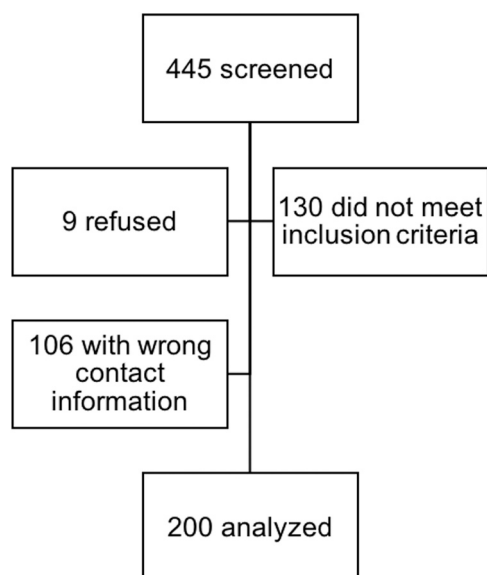 445 screened
9 refused
130 did not meet
inclusion criteria
106 with wrong
contact
information
200 analyzed